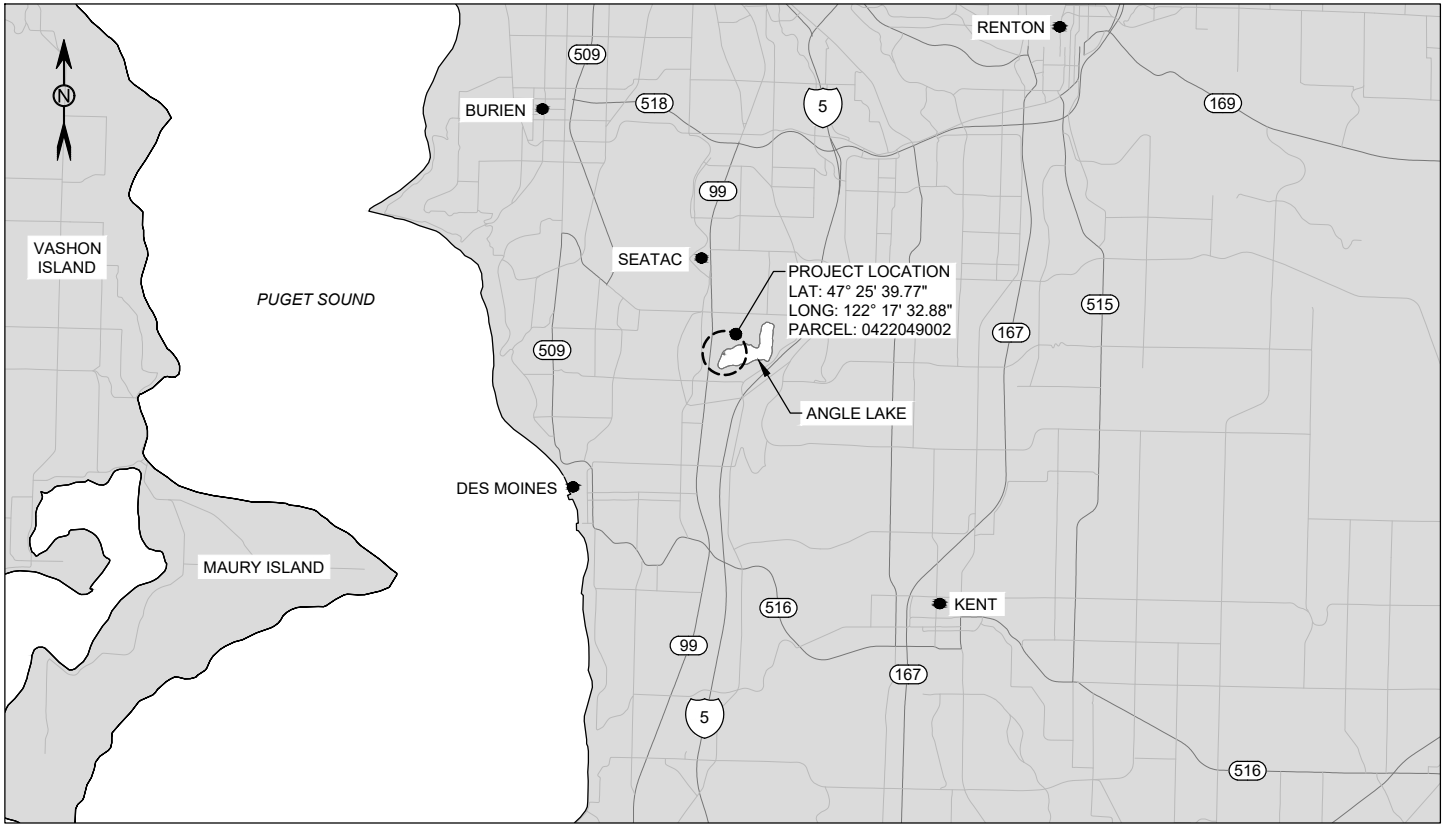 RENTON
509
N
BURIEN
518
5
169
99
VASHON
ISLAND
SEATAC
PUGET SOUND
PROJECT LOCATION
LAT: 47° 25' 39.77"
LONG: 122° 17' 32.88"
PARCEL: 0422049002
515
167
509
ANGLE LAKE
DES MOINES
MAURY ISLAND
516
KENT
99
167
5
516